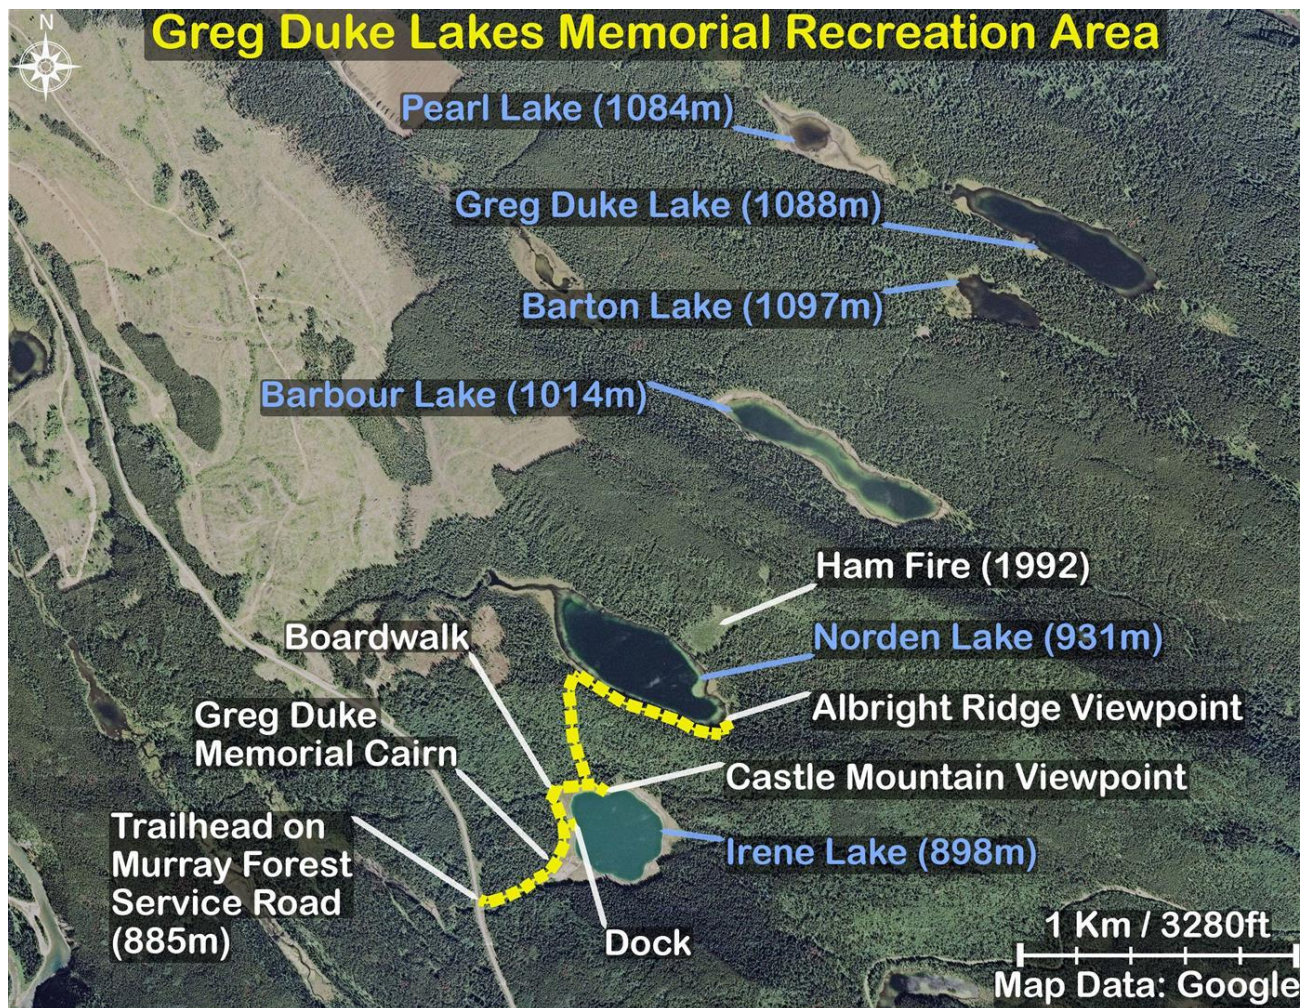 Greg Duke Lakes Memorial Recreation Area
N
Pearl Lake (1084m)
Greg Duke Lake (1088m)
Barton Lake (1097m)
Barbour Lake (1014m)
Ham Fire (1992)
Boardwalk
Norden Lake (931m)
Greg Duke
Memorial Cairn
Albright Ridge Viewpoint
Castle Mountain Viewpoint
Trailhead on
Murray Forest
Service Road
(885m)
Irene Lake (898m)
Dock
1 Km / 3280ft
Map Data: Google